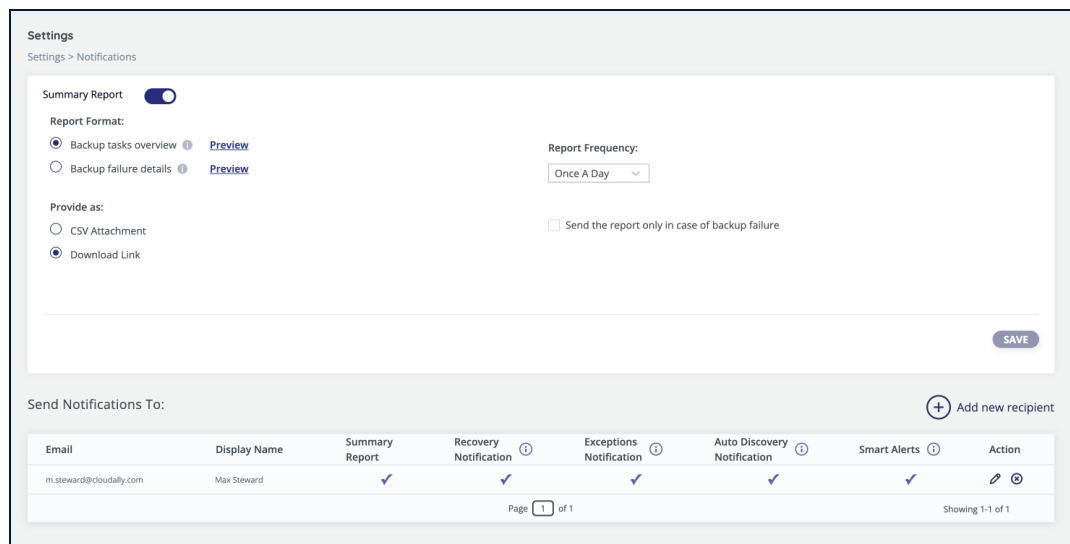 Settings
Settings > Notifications
Summary Report
Report Format:
Backup tasks overview Preview
Backup failure details Preview
Report Frequency:
Once A Day
Provide as:
CSV Attachment
Download Link
Send the report only in case of backup failure
SAVE
Send Notifications To:
Add new recipient
Email Display Name Summary Report Recovery Notification Exceptions Notification Auto Discovery Notification Smart Alerts Action
m.steward@cloudally.com Max Steward
Page 1 of 1
Showing 1-1 of 1